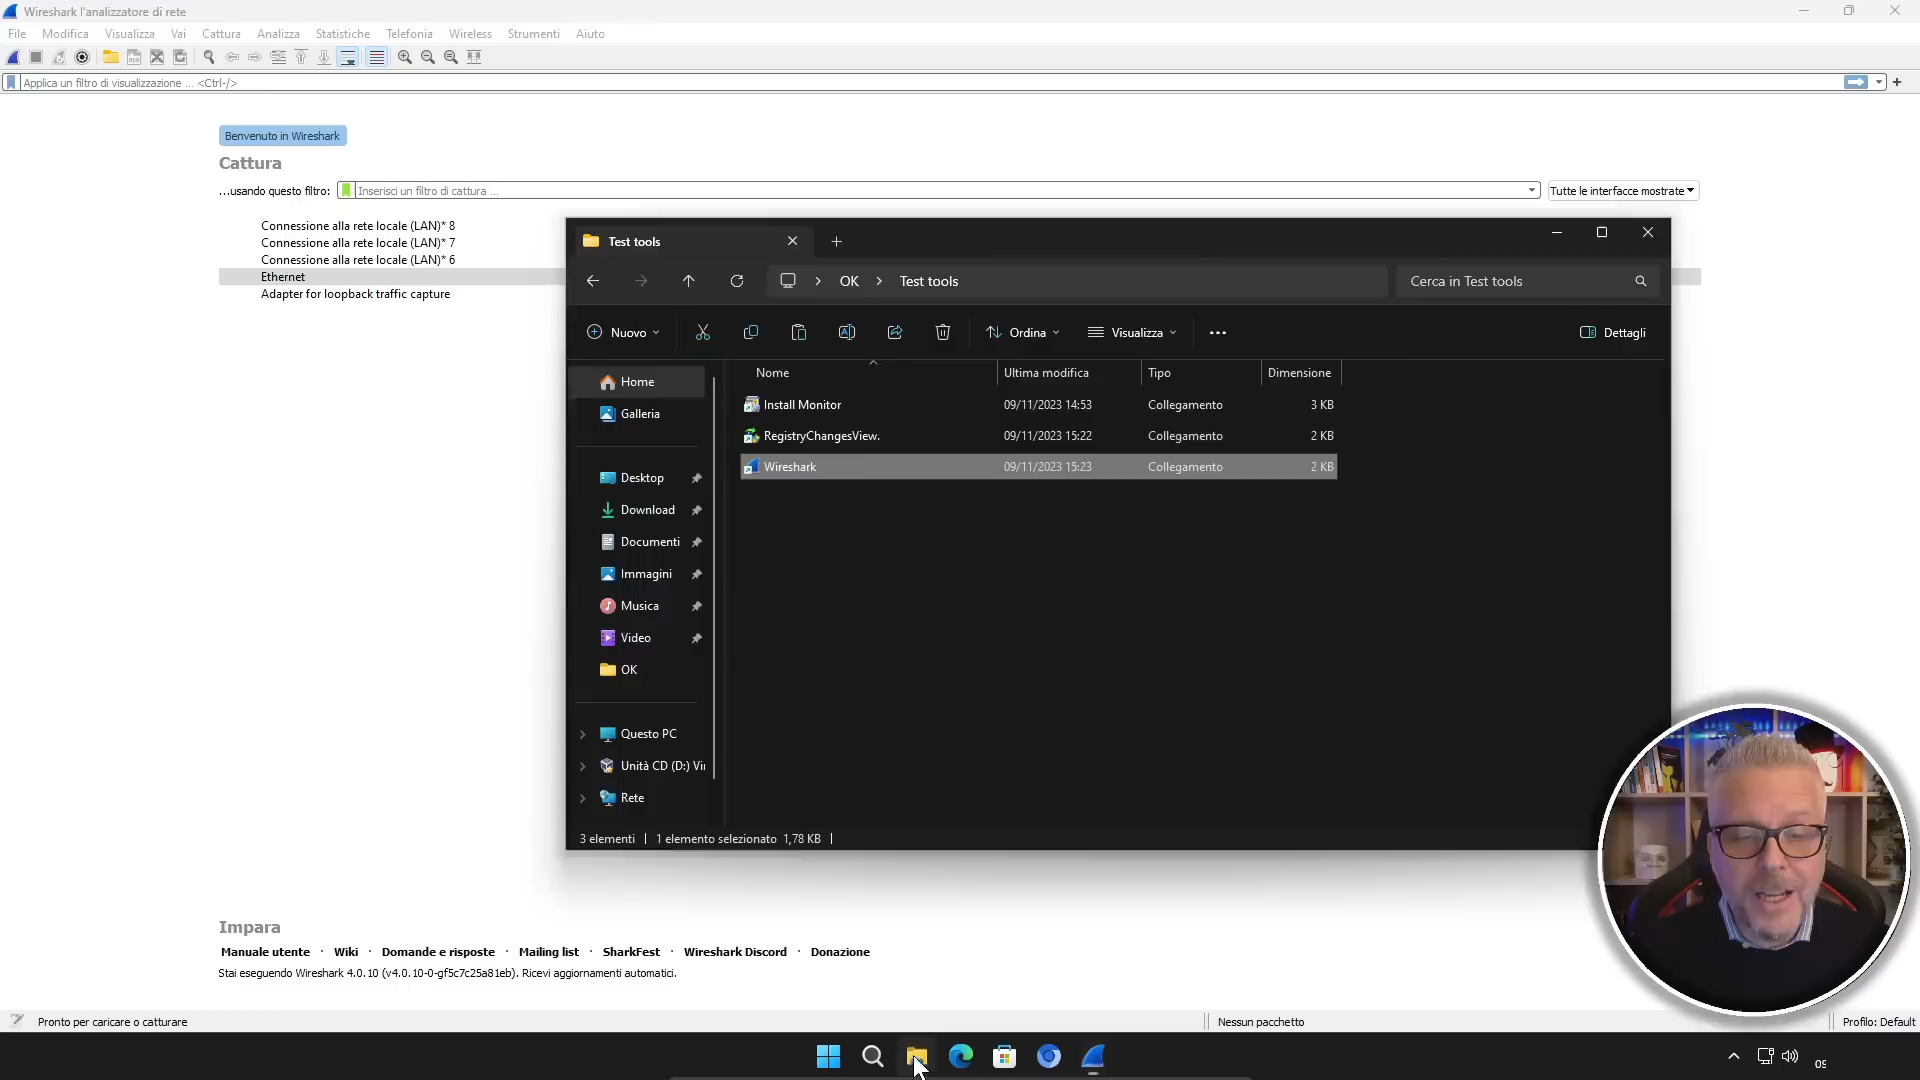 Wireshark l'analizzatore di rete
File Modifica Visualizza Vai Cattura Analizza Statistiche Telefonia Wireless Strumenti Aiuto
Applica un filtro di visualizzazione ... <Ctrl-/>
Benvenuto in Wireshark
Cattura
...usando questo filtro: Inserisci un filtro di cattura ... Tutte le interfacce mostrate
Connessione alla rete locale (LAN)* 8
Connessione alla rete locale (LAN)* 7
Connessione alla rete locale (LAN)* 6
Ethernet
Adapter for loopback traffic capture
Test tools
OK > Test tools
Cerca in Test tools
Nuovo Ordina Visualizza Dettagli
Nome Ultima modifica Tipo Dimensione
Install Monitor 09/11/2023 14:53 Collegamento 3 KB
RegistryChangesView. 09/11/2023 15:22 Collegamento 2 KB
Wireshark 09/11/2023 15:23 Collegamento 2 KB
Home
Galleria
Desktop
Download
Documenti
Immagini
Musica
Video
OK
Questo PC
Unità CD (D:) Vi
Rete
3 elementi 1 elemento selezionato 1,78 KB
Impara
Manuale utente · Wiki · Domande e risposte · Mailing list · SharkFest · Wireshark Discord · Donazione
Stai eseguendo Wireshark 4.0.10 (v4.0.10-0-gf5c7c25a81eb). Ricevi aggiornamenti automatici.
Pronto per caricare o catturare Nessun pacchetto Profilo: Default
09